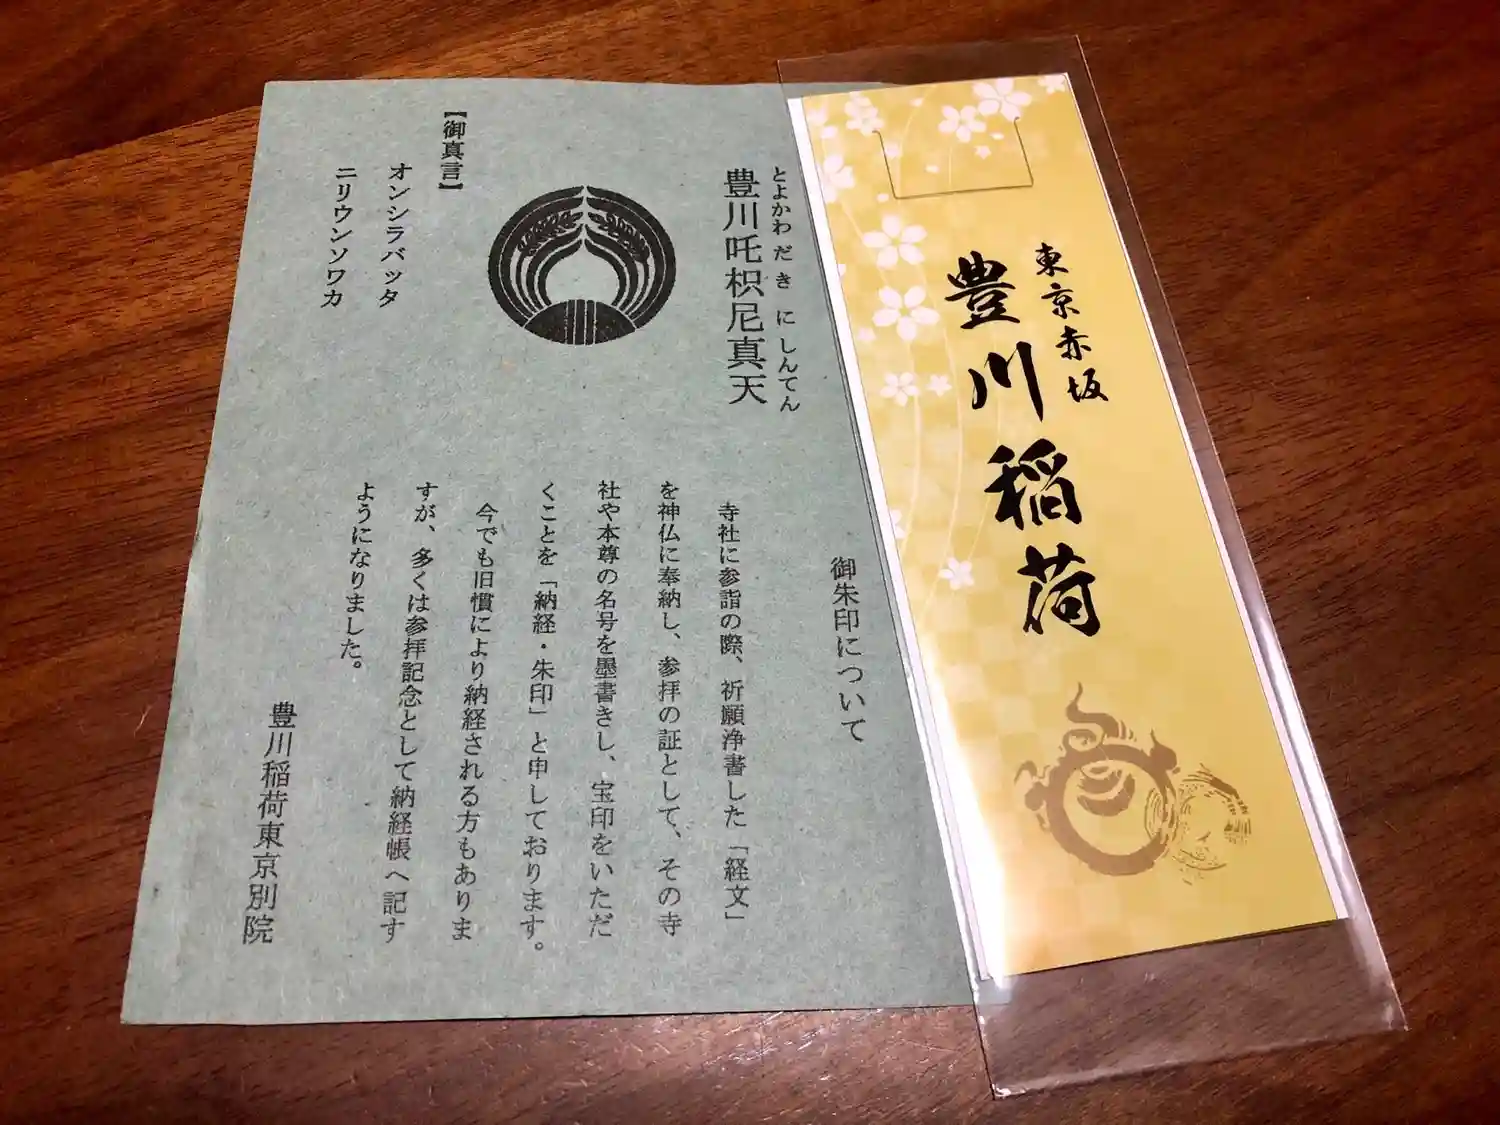 東京赤坂
豊川稲荷
とよかわ だ き に しんてん
豊川吒枳尼真天
【御真言】
オンシラバッタ
ニリウンソワカ
御朱印について
寺社に参詣の際、祈願浄書した「経文」
を神仏に奉納し、参拝の証として、その寺
社や本尊の名号を墨書きし、宝印をいただ
くことを「納経・朱印」と申しております。
今でも旧慣により納経される方もありま
すが、多くは参拝記念として納経帳へ記す
ようになりました。
豊川稲荷東京別院